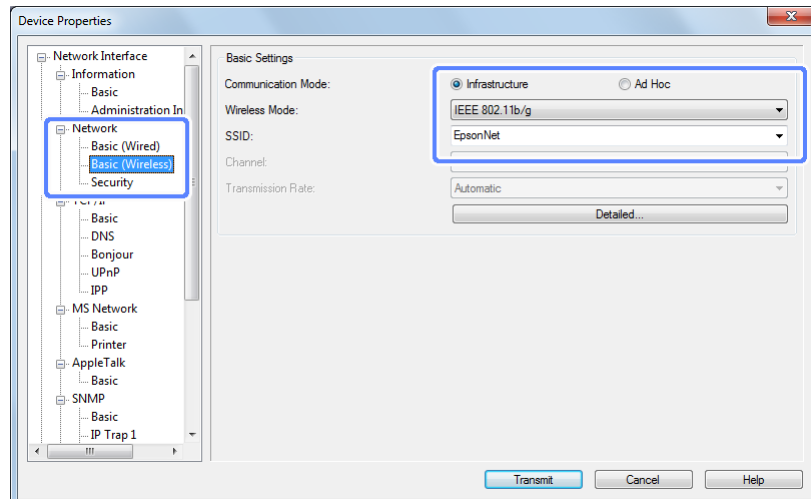 Device Properties
Network Interface
Information
Basic
Administration In
Network
Basic (Wired)
Basic (Wireless)
Security
TCP/IP
Basic
DNS
Bonjour
UPnP
IPP
MS Network
Basic
Printer
AppleTalk
Basic
SNMP
Basic
IP Trap 1
Basic Settings
Communication Mode:
Infrastructure
Ad Hoc
Wireless Mode:
IEEE 802.11b/g
SSID:
EpsonNet
Channel:
Transmission Rate:
Automatic
Detailed...
Transmit
Cancel
Help